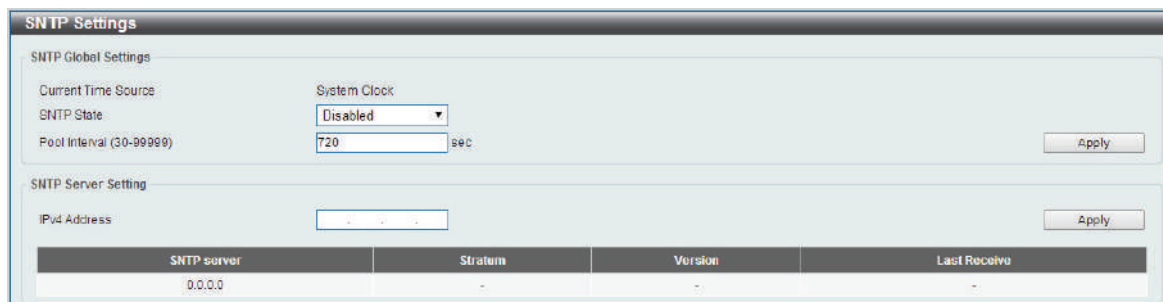 SNTP Settings
SNTP Global Settings
Current Time Source System Clock
SNTP State Disabled
Pool Interval (30-99999) 720 sec Apply
SNTP Server Setting
IPv4 Address . . . Apply
SNTP server Stratum Version Last Receive
0.0.0.0 - - -